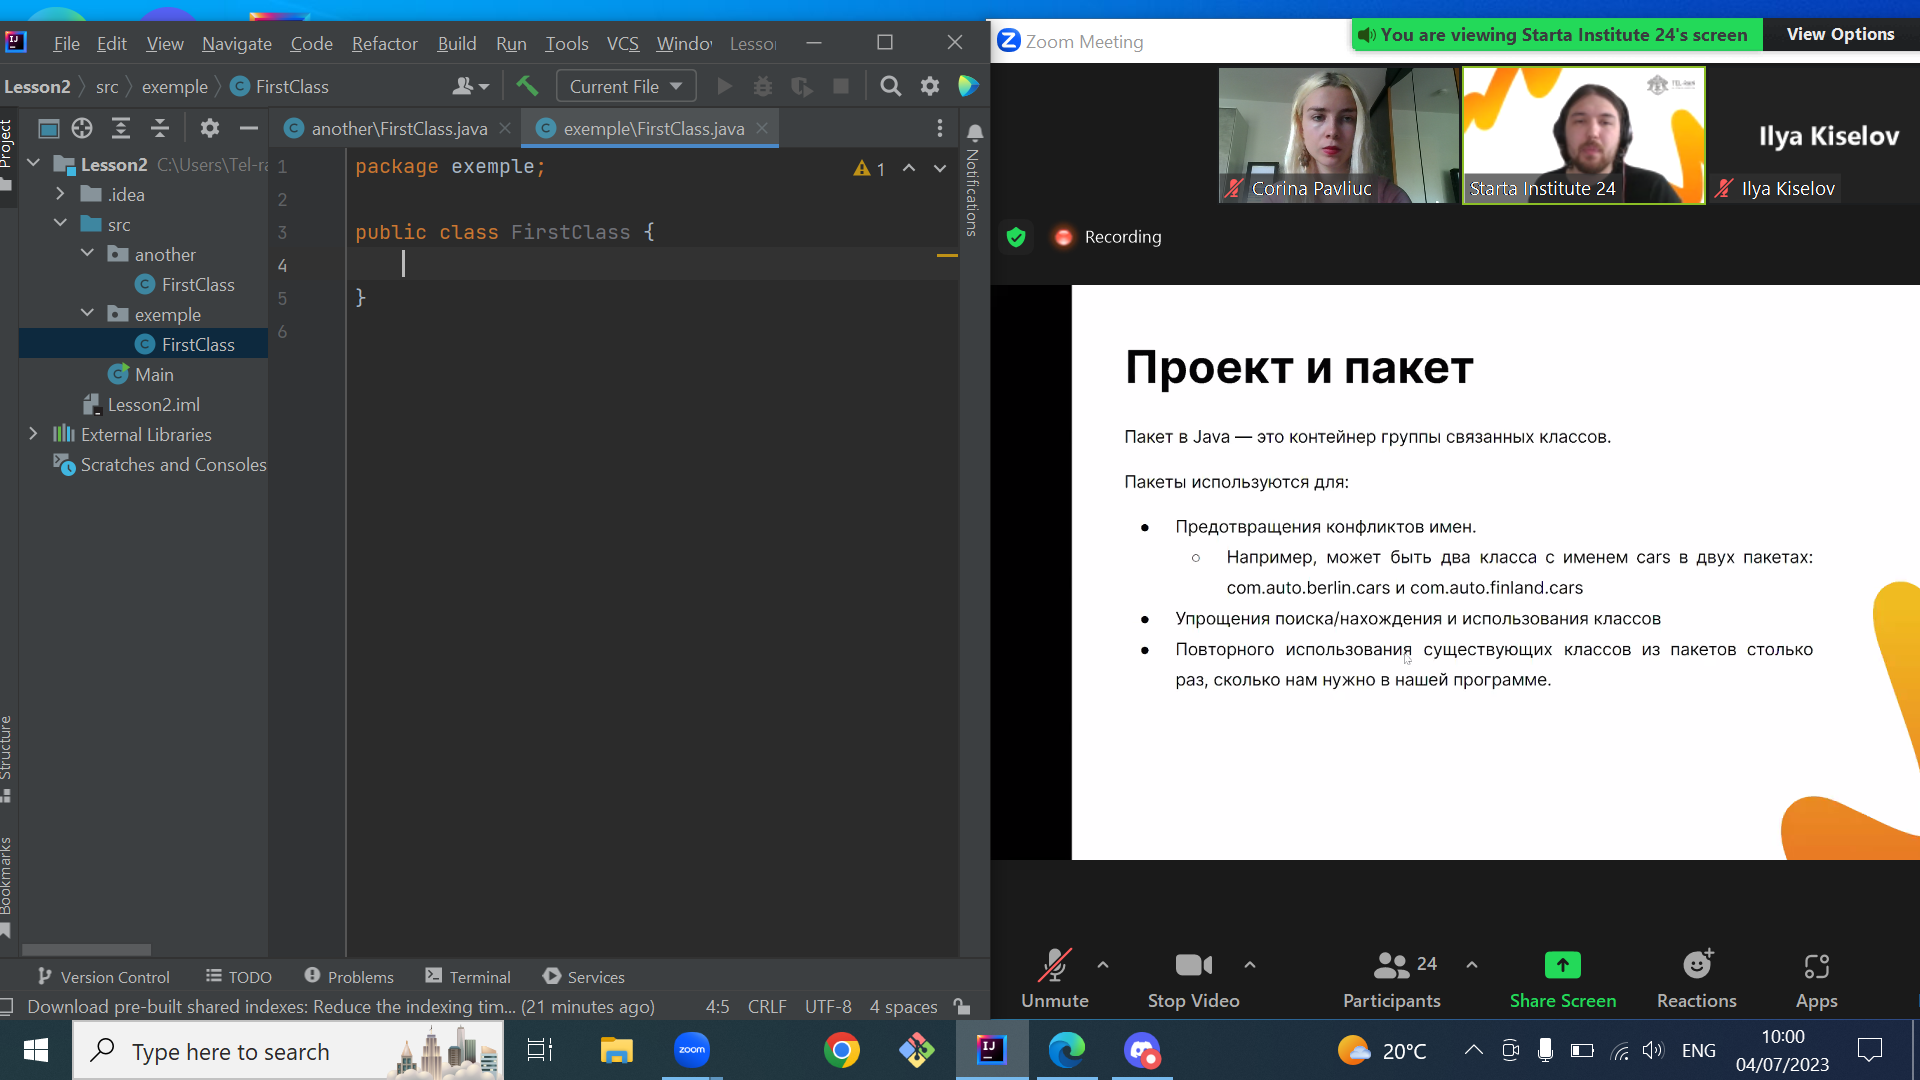 File Edit View Navigate Code Refactor Build Run Tools VCS Windo Lesson
Lesson2 src exemple FirstClass
Current File
another\FirstClass.java exemple\FirstClass.java
Project
Lesson2 C:\Users\Tel-ra
.idea
src
another
FirstClass
exemple
FirstClass
Main
Lesson2.iml
External Libraries
Scratches and Consoles
Structure
Bookmarks
1 package exemple;
2
3 public class FirstClass {
4
5 }
6
1
Notifications
Version Control TODO Problems Terminal Services
Download pre-built shared indexes: Reduce the indexing tim... (21 minutes ago) 4:5 CRLF UTF-8 4 spaces
Zoom Meeting
You are viewing Starta Institute 24's screen View Options
Corina Pavliuc
Starta Institute 24
Ilya Kiselov
Ilya Kiselov
Recording
Проект и пакет
Пакет в Java — это контейнер группы связанных классов.
Пакеты используются для:
● Предотвращения конфликтов имен.
○ Например, может быть два класса с именем cars в двух пакетах:
com.auto.berlin.cars и com.auto.finland.cars
● Упрощения поиска/нахождения и использования классов
● Повторного использования существующих классов из пакетов столько
раз, сколько нам нужно в нашей программе.
Unmute Stop Video Participants 24 Share Screen Reactions Apps
Type here to search
zoom
20°C ENG
10:00
04/07/2023